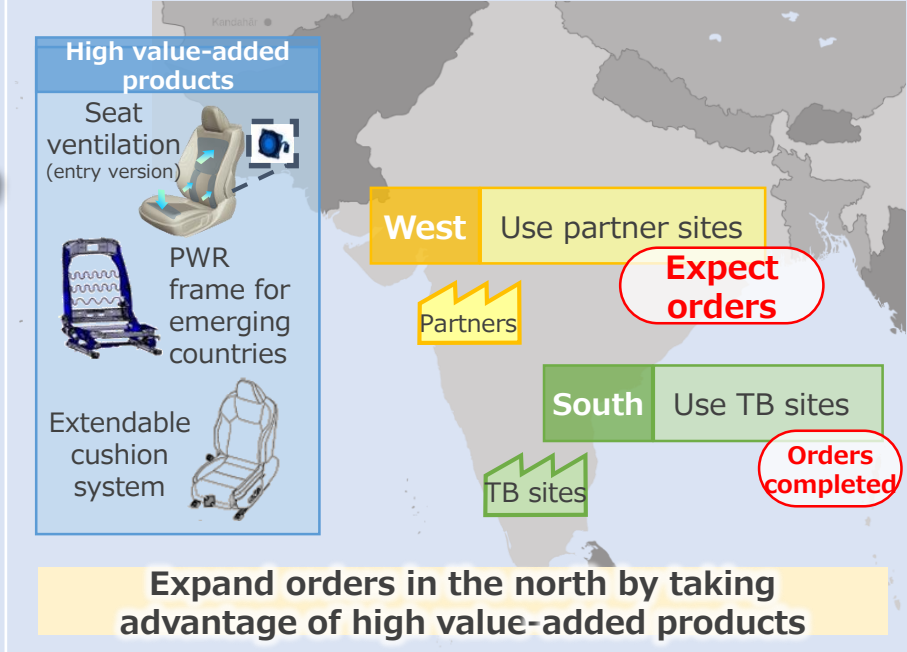 Kandahār
High value-added
products
Seat
ventilation
(entry version)
PWR
frame for
emerging
countries
Extendable
cushion
system
West
Use partner sites
Expect
orders
Partners
South
Use TB sites
Orders
completed
TB sites
Expand orders in the north by taking
advantage of high value-added products